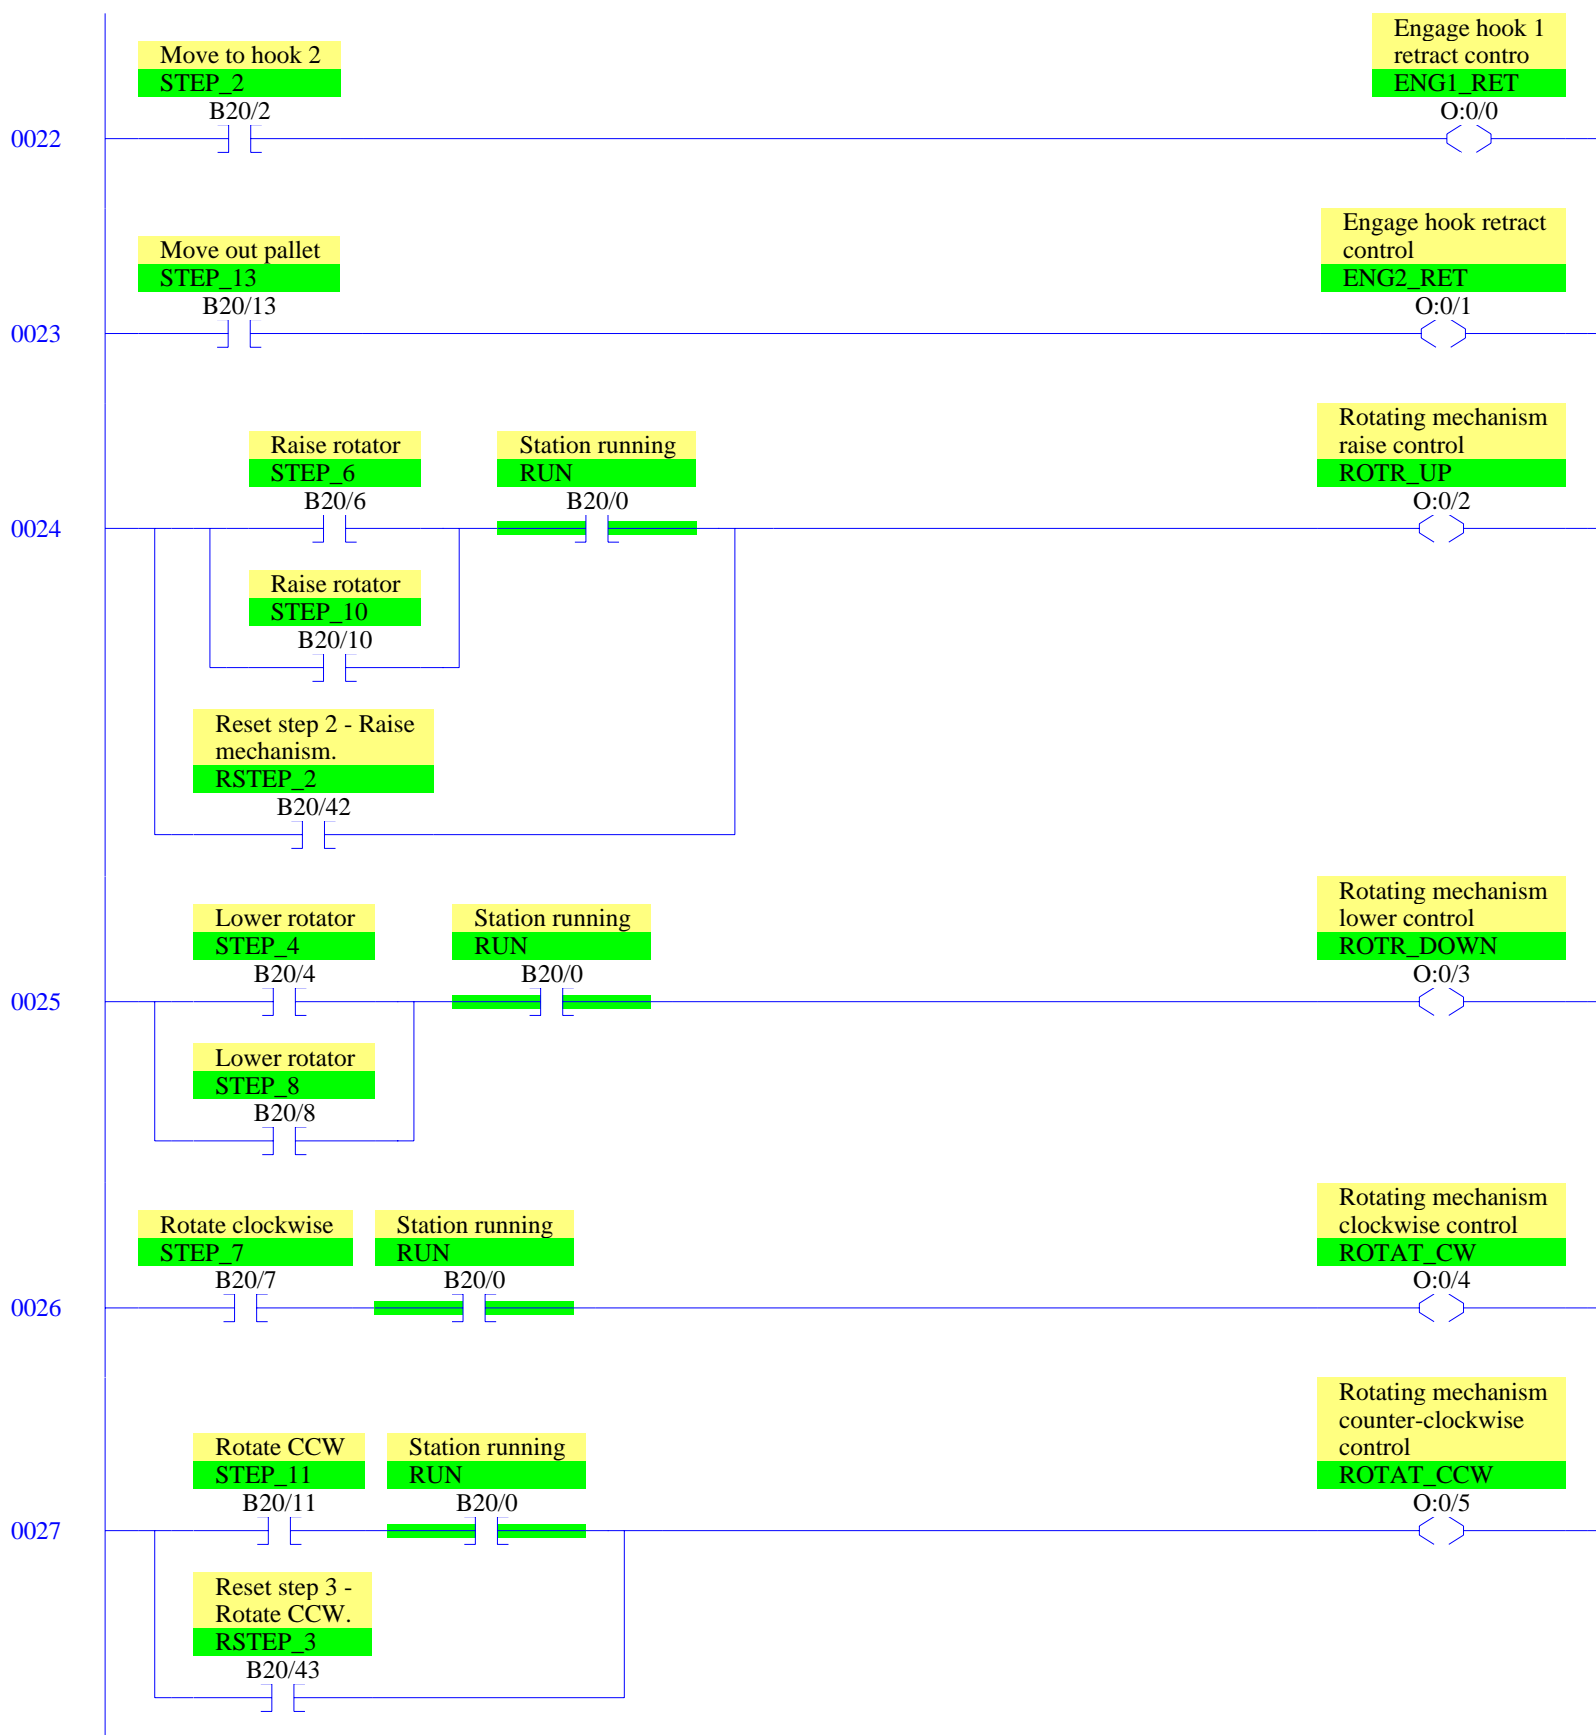 Move to hook 2
STEP_2
B20/2
Engage hook 1
retract contro
ENG1_RET
O:0/0
0022
Move out pallet
STEP_13
B20/13
Engage hook retract
control
ENG2_RET
O:0/1
0023
Raise rotator
STEP_6
B20/6
Station running
RUN
B20/0
Rotating mechanism
raise control
ROTR_UP
O:0/2
0024
Raise rotator
STEP_10
B20/10
Reset step 2 - Raise
mechanism.
RSTEP_2
B20/42
Lower rotator
STEP_4
B20/4
Station running
RUN
B20/0
Rotating mechanism
lower control
ROTR_DOWN
O:0/3
0025
Lower rotator
STEP_8
B20/8
Rotate clockwise
STEP_7
B20/7
Station running
RUN
B20/0
Rotating mechanism
clockwise control
ROTAT_CW
O:0/4
0026
Rotate CCW
STEP_11
B20/11
Station running
RUN
B20/0
Rotating mechanism
counter-clockwise
control
ROTAT_CCW
O:0/5
0027
Reset step 3 -
Rotate CCW.
RSTEP_3
B20/43